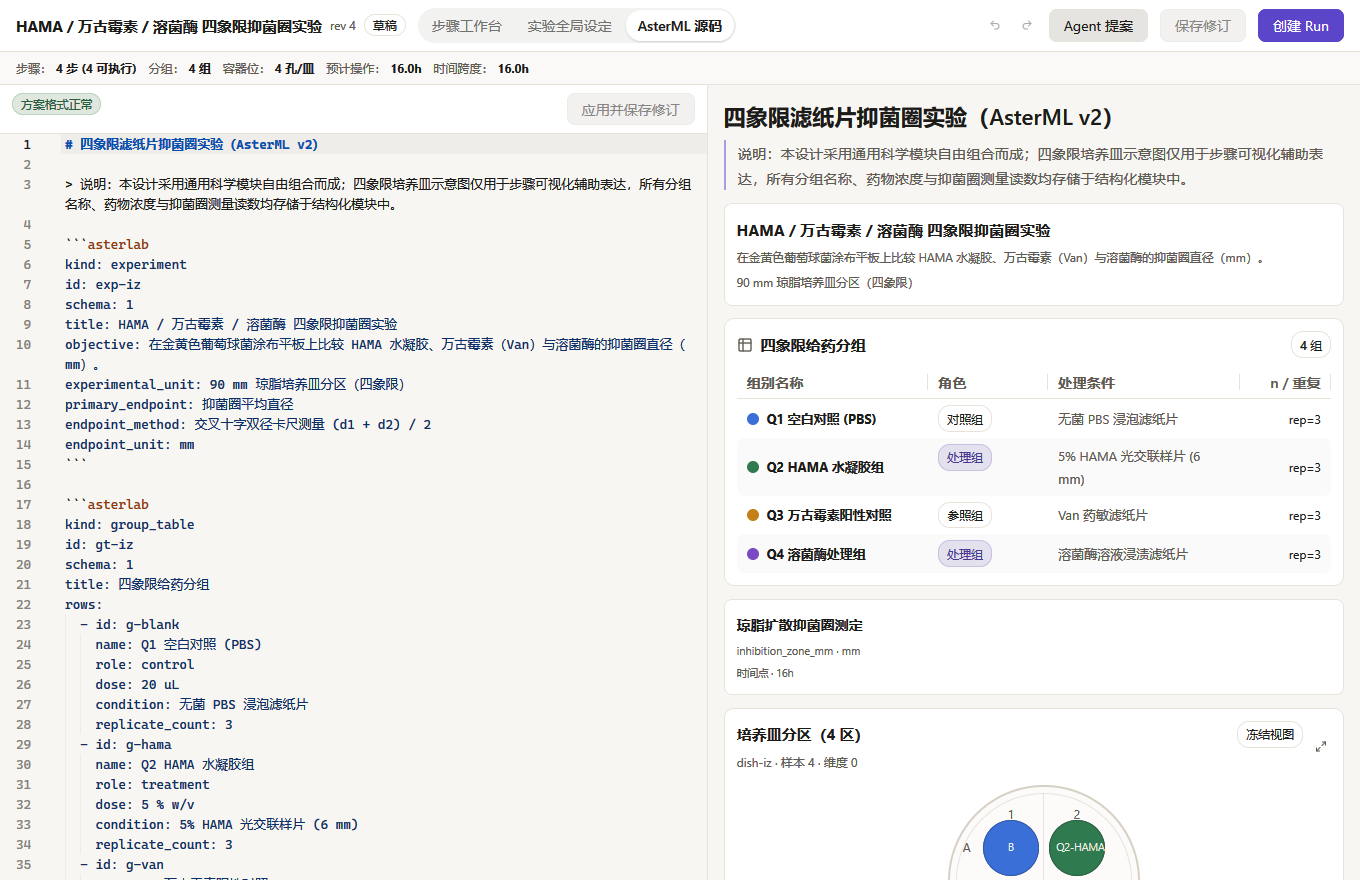 HAMA / 万古霉素 / 溶菌酶 四象限抑菌圈实验 rev 4 草稿 步骤工作台 实验全局设定 AsterML 源码 Agent 提案 保存修订 创建 Run
步骤: 4 步 (4 可执行) 分组: 4 组 容器位: 4 孔/皿 预计操作: 16.0h 时间跨度: 16.0h
方案格式正常 应用并保存修订
1 # 四象限滤纸片抑菌圈实验（AsterML v2）
2
3 > 说明：本设计采用通用科学模块自由组合而成；四象限培养皿示意图仅用于步骤可视化辅助表达，所有分组
名称、药物浓度与抑菌圈测量读数均存储于结构化模块中。
4
5 ```asterlab
6 kind: experiment
7 id: exp-iz
8 schema: 1
9 title: HAMA / 万古霉素 / 溶菌酶 四象限抑菌圈实验
10 objective: 在金黄色葡萄球菌涂布平板上比较 HAMA 水凝胶、万古霉素（Van）与溶菌酶的抑菌圈直径（
mm）。
11 experimental_unit: 90 mm 琼脂培养皿分区（四象限）
12 primary_endpoint: 抑菌圈平均直径
13 endpoint_method: 交叉十字双径卡尺测量 (d1 + d2) / 2
14 endpoint_unit: mm
15 ```
16
17 ```asterlab
18 kind: group_table
19 id: gt-iz
20 schema: 1
21 title: 四象限给药分组
22 rows:
23 - id: g-blank
24 name: Q1 空白对照 (PBS)
25 role: control
26 dose: 20 uL
27 condition: 无菌 PBS 浸泡滤纸片
28 replicate_count: 3
29 - id: g-hama
30 name: Q2 HAMA 水凝胶组
31 role: treatment
32 dose: 5 % w/v
33 condition: 5% HAMA 光交联样片 (6 mm)
34 replicate_count: 3
35 - id: g-van
四象限滤纸片抑菌圈实验（AsterML v2）
说明：本设计采用通用科学模块自由组合而成；四象限培养皿示意图仅用于步骤可视化辅助表
达，所有分组名称、药物浓度与抑菌圈测量读数均存储于结构化模块中。
HAMA / 万古霉素 / 溶菌酶 四象限抑菌圈实验
在金黄色葡萄球菌涂布平板上比较 HAMA 水凝胶、万古霉素（Van）与溶菌酶的抑菌圈直径（mm）。
90 mm 琼脂培养皿分区（四象限）
四象限给药分组 4 组
组别名称 角色 处理条件 n / 重复
Q1 空白对照 (PBS) 对照组 无菌 PBS 浸泡滤纸片 rep=3
Q2 HAMA 水凝胶组 处理组 5% HAMA 光交联样片 (6
mm) rep=3
Q3 万古霉素阳性对照 参照组 Van 药敏滤纸片 rep=3
Q4 溶菌酶处理组 处理组 溶菌酶溶液浸渍滤纸片 rep=3
琼脂扩散抑菌圈测定
inhibition_zone_mm · mm
时间点 · 16h
培养皿分区（4 区） 冻结视图
dish-iz · 样本 4 · 维度 0
1 2
A B Q2-HAMA